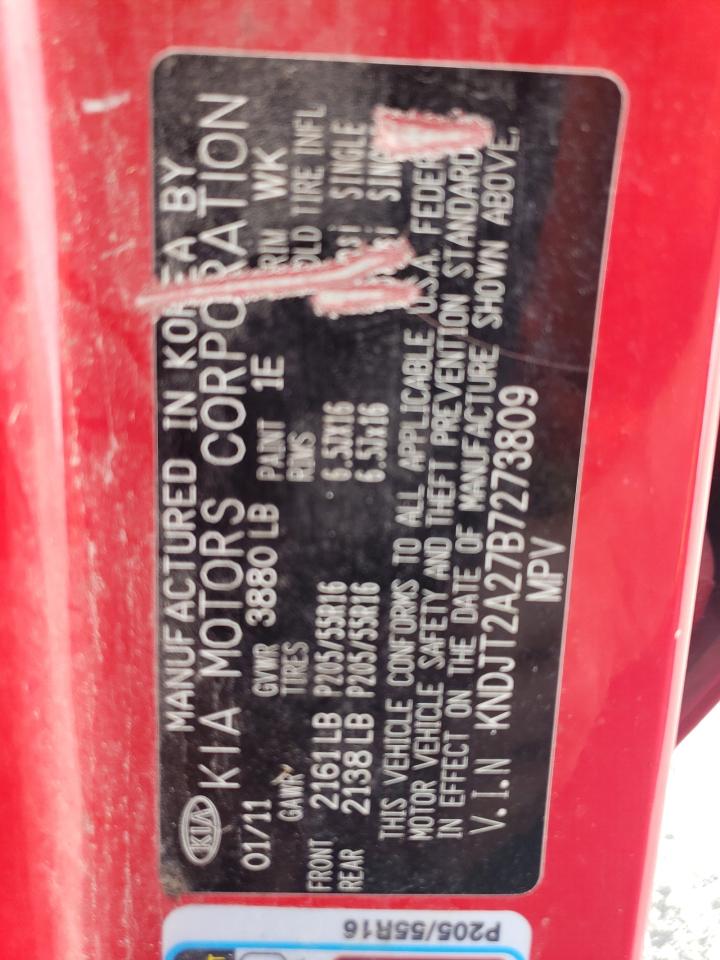 MANUFACTURED IN KOREA BY
KIA KIA MOTORS CORPORATION
01/11 GVWR 3880 LB PAINT 1E TRIM WK
GAWR TIRES RIMS COLD TIRE INFL
FRONT 2161 LB P205/55R16 6.5JX16 SINGLE
REAR 2138 LB P205/55R16 6.5Jx16
THIS VEHICLE CONFORMS TO ALL APPLICABLE U.S.A. FEDER
MOTOR VEHICLE SAFETY AND THEFT PREVENTION STANDARD
IN EFFECT ON THE DATE OF MANUFACTURE SHOWN ABOVE.
V.I.N KNDJT2A27B7273809
MPV
P205/55R16